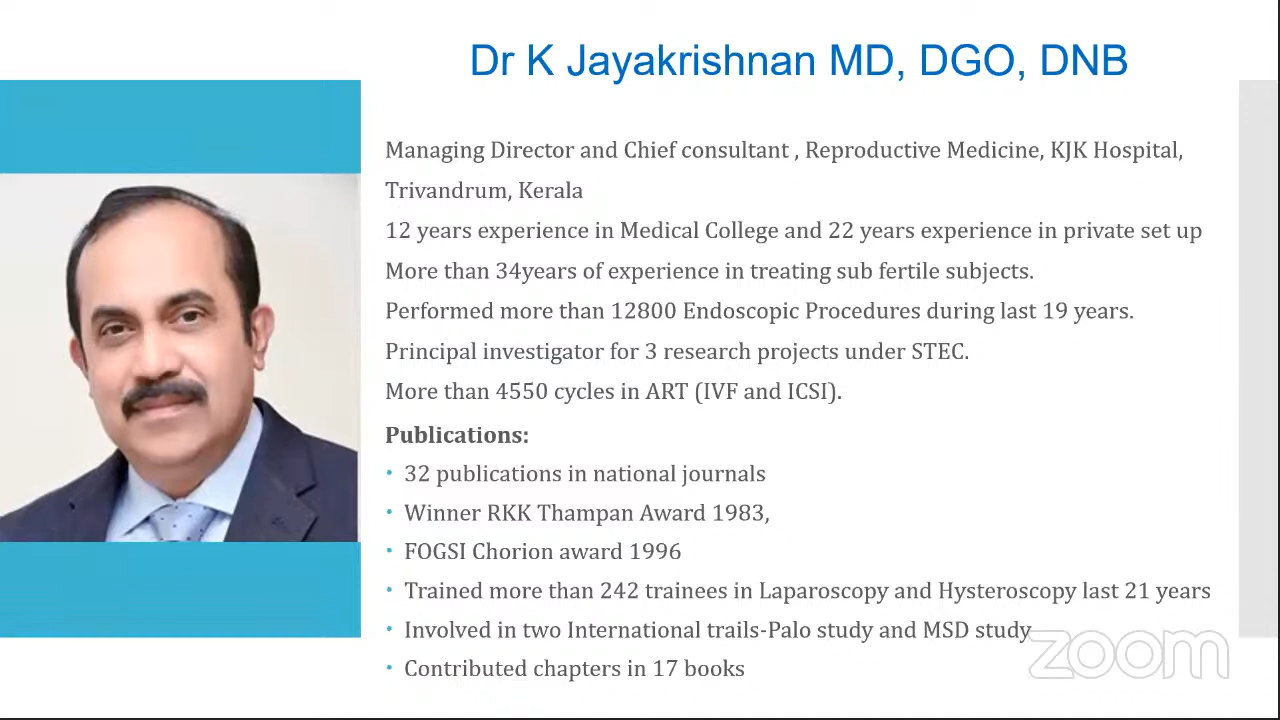 Dr K Jayakrishnan MD, DGO, DNB
Managing Director and Chief consultant , Reproductive Medicine, KJK Hospital,
Trivandrum, Kerala
12 years experience in Medical College and 22 years experience in private set up
More than 34years of experience in treating sub fertile subjects.
Performed more than 12800 Endoscopic Procedures during last 19 years.
Principal investigator for 3 research projects under STEC.
More than 4550 cycles in ART (IVF and ICSI).
Publications:
• 32 publications in national journals
• Winner RKK Thampan Award 1983,
• FOGSI Chorion award 1996
• Trained more than 242 trainees in Laparoscopy and Hysteroscopy last 21 years
• Involved in two International trails-Palo study and MSD study
• Contributed chapters in 17 books
zoom